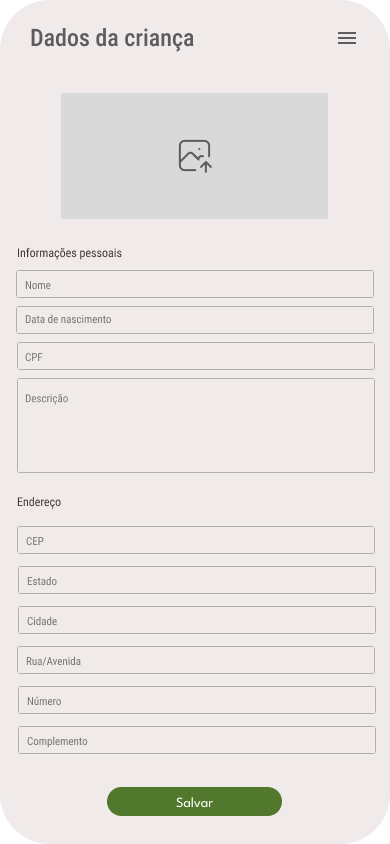 Dados da criança
Informações pessoais
Nome
Data de nascimento
CPF
Descrição
Endereço
CEP
Estado
Cidade
Rua/Avenida
Número
Complemento
Salvar